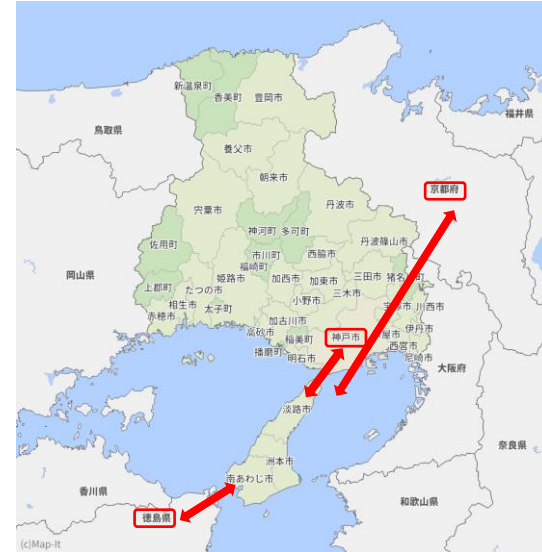 新温泉町
香美町
豊岡市
福井県
鳥取県
養父市
朝来市
京都府
宍粟市
丹波市
神河町
多可町
佐用町
市川町
西脇市
丹波篠山市
福崎町
姫路市
加西市
加東市
三田市
猪名
町
岡山県
上郡町
たつの市
小野市
三木市
相生市
太子町
川西市
赤穂市
加古川市
高砂市
稲美町
神戸市
伊丹市
播磨町
明石市
西宮市
尼崎市
大阪府
淡路市
奈良県
洲本市
南あわじ市
香川県
和歌山県
徳島県
(c)Map-It